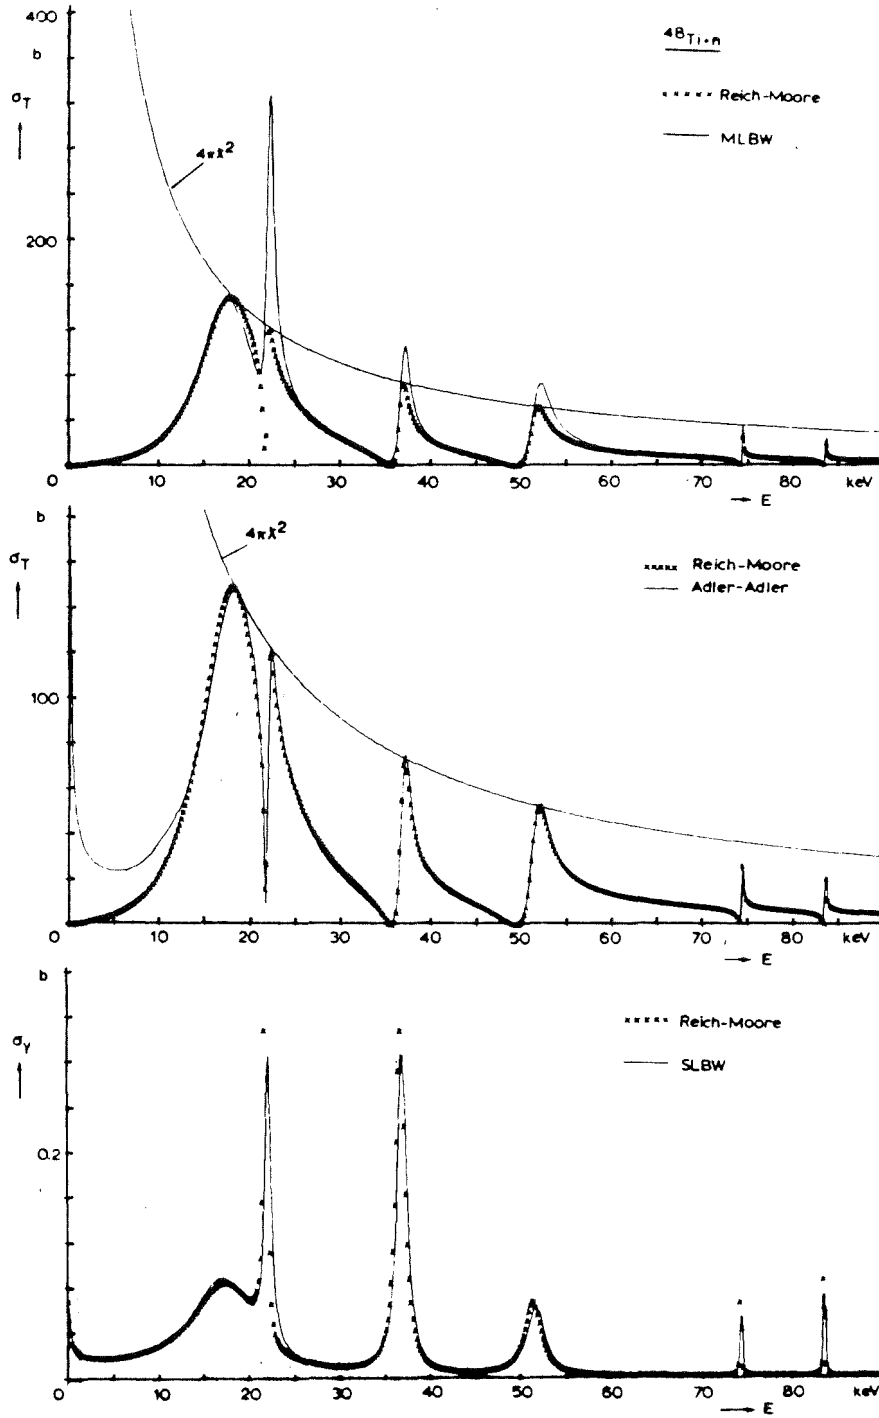 400
b
σT
48Ti+n
××××× Reich-Moore
MLBW
4πƛ²
200
0 10 20 30 40 50 60 70 80 keV
→ E
b
σT
4πƛ²
××××× Reich-Moore
Adler-Adler
100
0 10 20 30 40 50 60 70 80 keV
→ E
b
σγ
××××× Reich-Moore
SLBW
0.2
0 10 20 30 40 50 60 70 80 keV
→ E